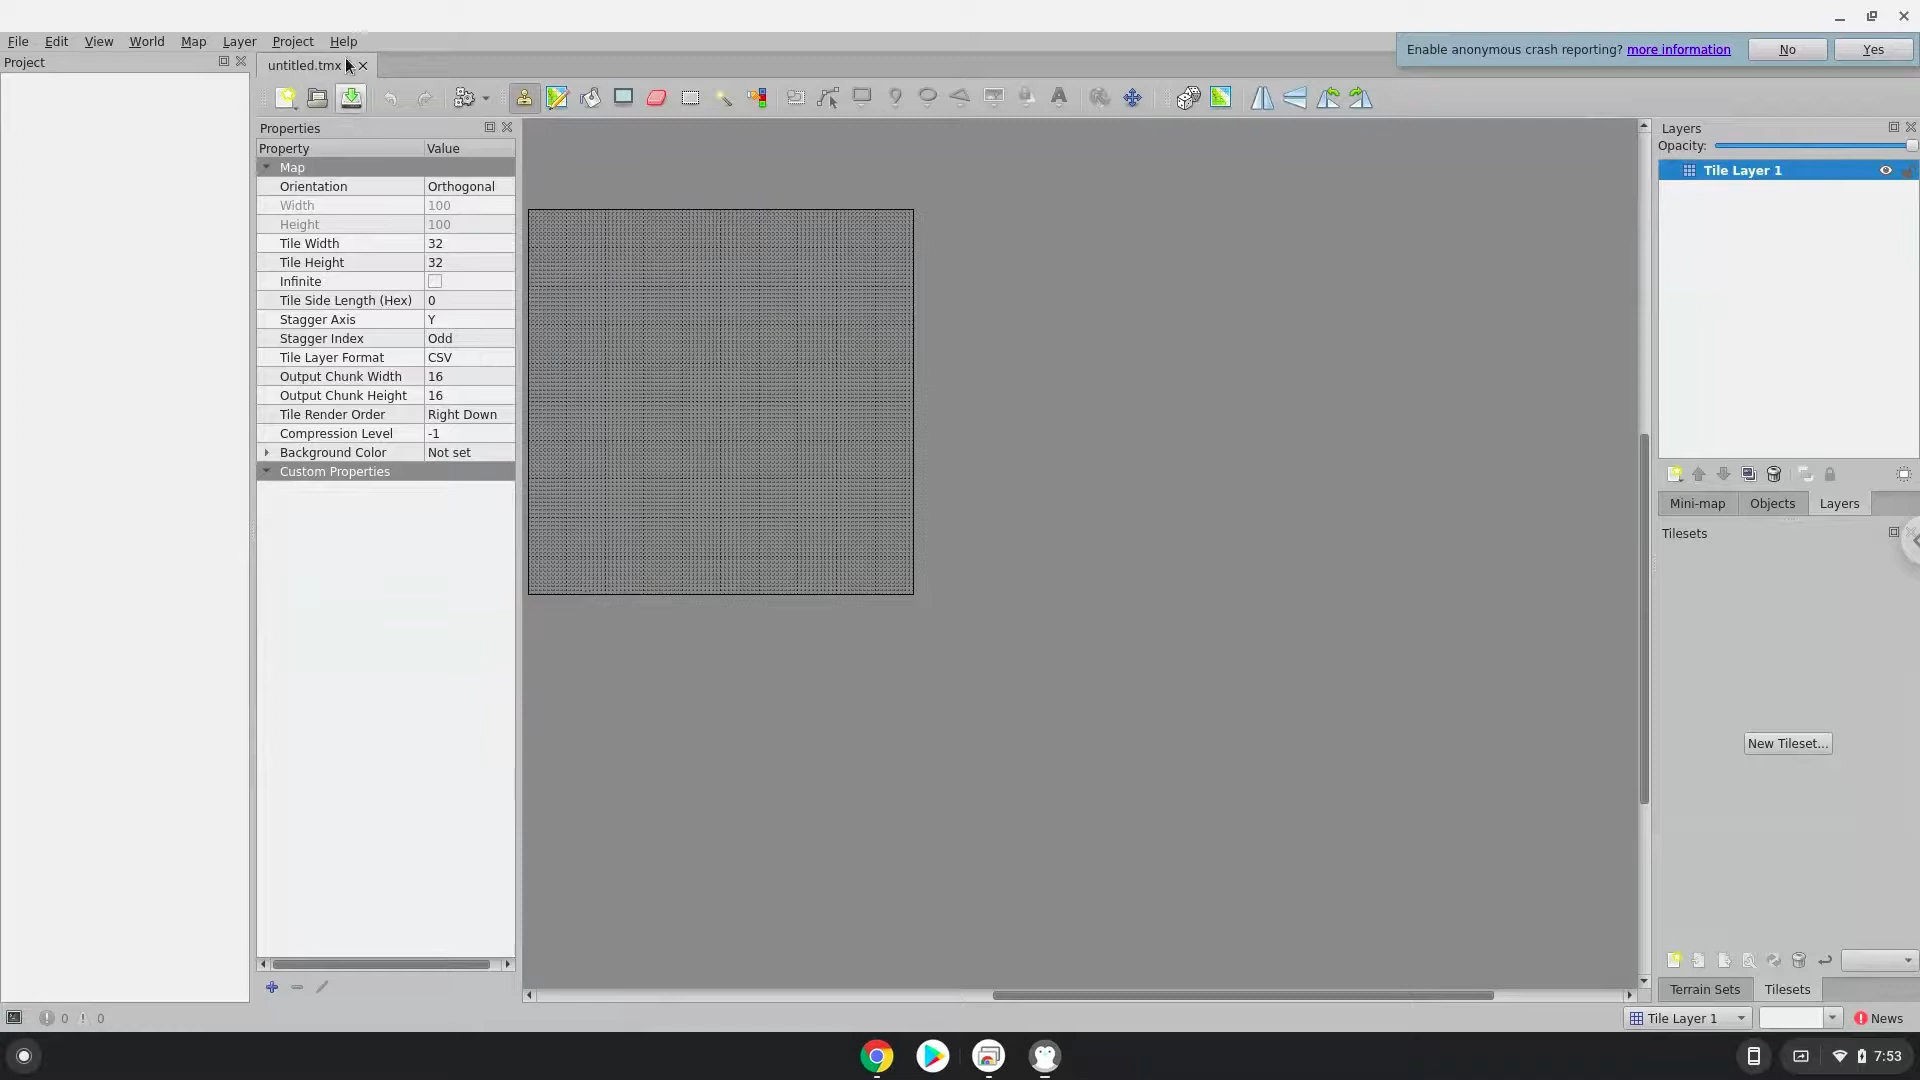 File Edit View World Map Layer Project Help
Enable anonymous crash reporting? more information No Yes
Project
untitled.tmx
Properties
Property Value
Map
Orientation Orthogonal
Width 100
Height 100
Tile Width 32
Tile Height 32
Infinite
Tile Side Length (Hex) 0
Stagger Axis Y
Stagger Index Odd
Tile Layer Format CSV
Output Chunk Width 16
Output Chunk Height 16
Tile Render Order Right Down
Compression Level -1
Background Color Not set
Custom Properties
Layers
Opacity:
Tile Layer 1
Mini-map Objects Layers
Tilesets
New Tileset...
Terrain Sets Tilesets
0 0
Tile Layer 1 News
7:53